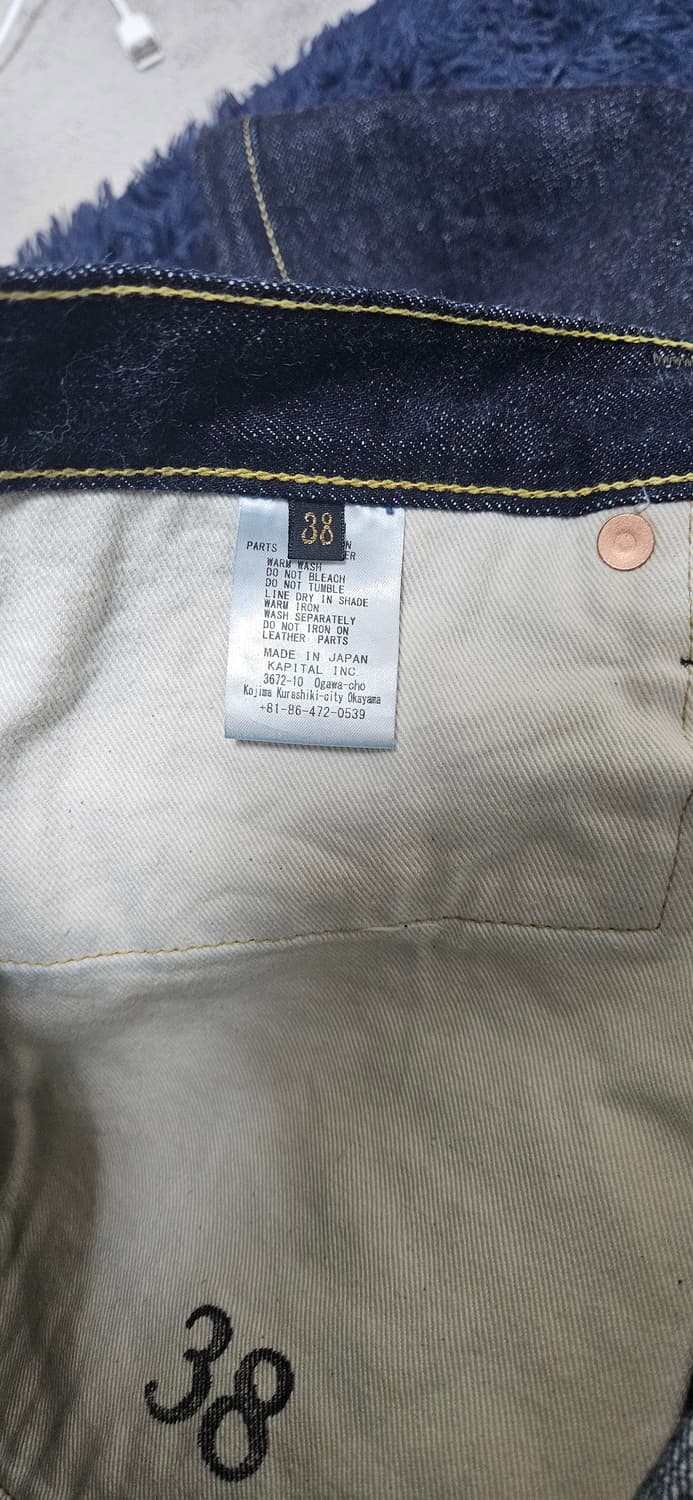 38
PARTS
WARM WASH
DO NOT BLEACH
DO NOT TUMBLE
LINE DRY IN SHADE
WARM IRON
WASH SEPARATELY
DO NOT IRON ON
LEATHER PARTS
MADE IN JAPAN
KAPITAL INC.
3672-10 Ogawa-cho
Kojima Kurashiki-city Okayama
+81-86-472-0539
38